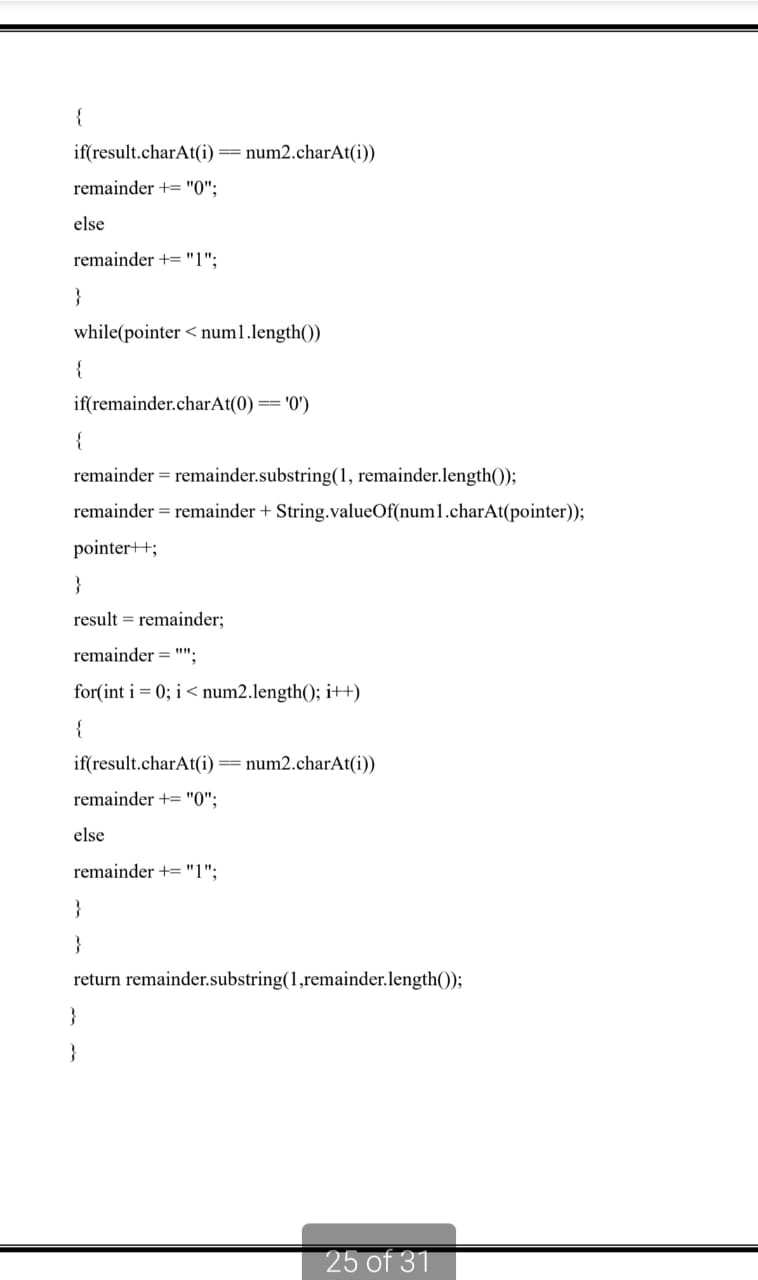 {
if(result.charAt(i) == num2.charAt(i))
remainder += "0";
else
remainder += "1";
}
while(pointer < num1.length())
{
if(remainder.charAt(0) == '0')
{
remainder = remainder.substring(1, remainder.length());
remainder = remainder + String.valueOf(num1.charAt(pointer));
pointer++;
}
result = remainder;
remainder = "";
for(int i = 0; i < num2.length(); i++)
{
if(result.charAt(i) == num2.charAt(i))
remainder += "0";
else
remainder += "1";
}
}
return remainder.substring(1,remainder.length());
}
}
25 of 31